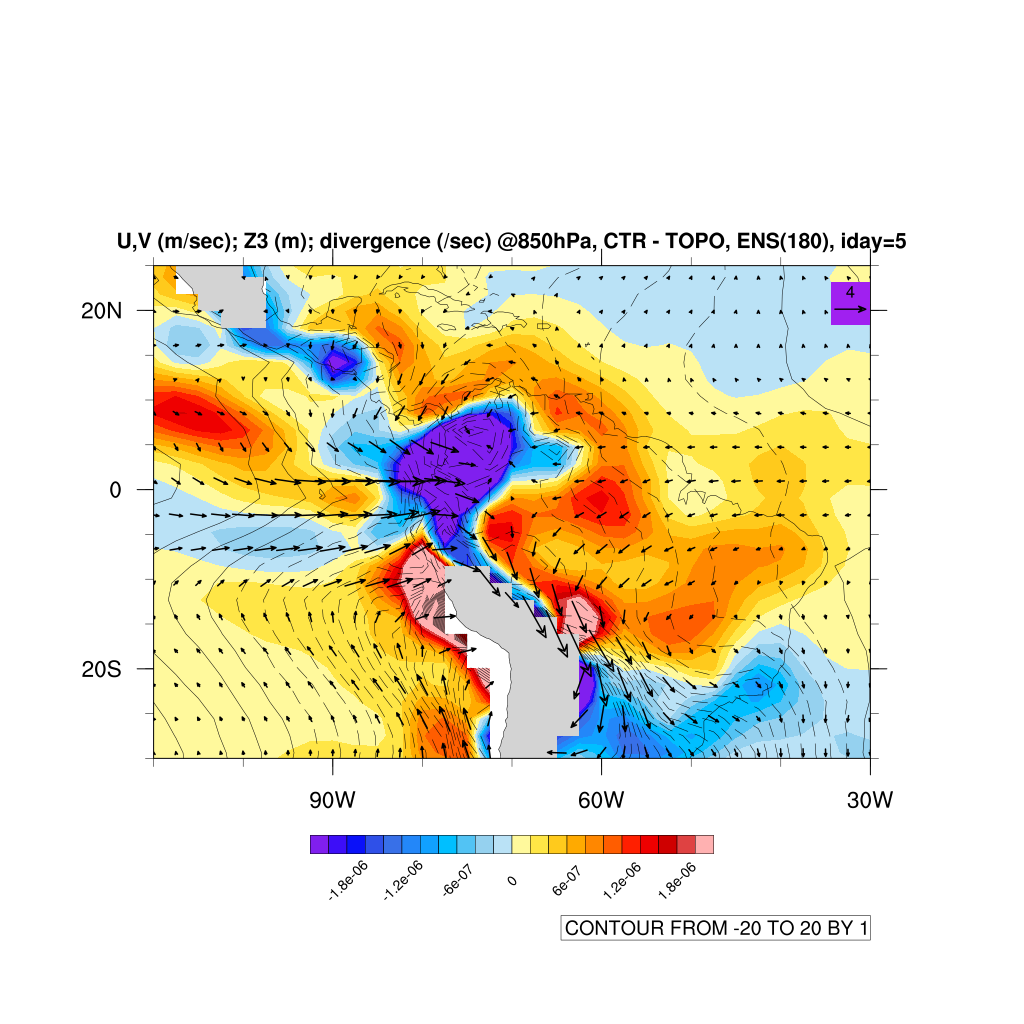 U,V (m/sec); Z3 (m); divergence (/sec) @850hPa, CTR - TOPO, ENS(180), iday=5
4
20N
0
20S
90W 60W 30W
-1.8e-06 -1.2e-06 -6e-07 0 6e-07 1.2e-06 1.8e-06
CONTOUR FROM -20 TO 20 BY 1